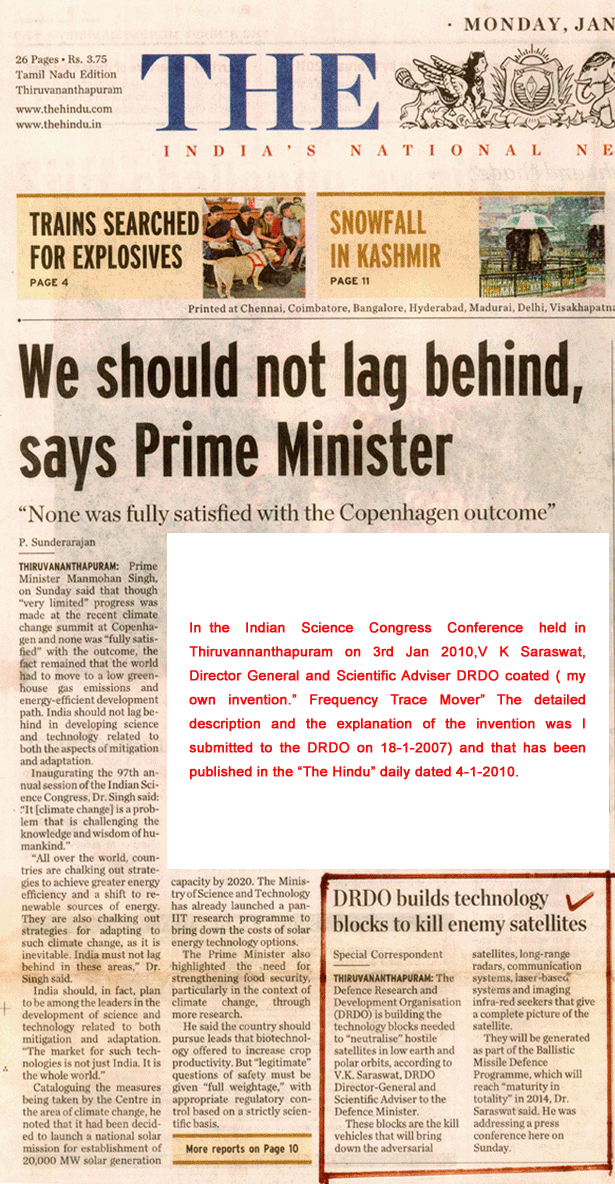 · MONDAY, JAN
26 Pages • Rs. 3.75
Tamil Nadu Edition
Thiruvananthapuram
www.thehindu.com
www.thehindu.in
THE
INDIA'S NATIONAL NE
TRAINS SEARCHED
FOR EXPLOSIVES
PAGE 4
SNOWFALL
IN KASHMIR
PAGE 11
Printed at Chennai, Coimbatore, Bangalore, Hyderabad, Madurai, Delhi, Visakhapatna
We should not lag behind,
says Prime Minister
“None was fully satisfied with the Copenhagen outcome”
P. Sunderarajan
THIRUVANANTHAPURAM: Prime
Minister Manmohan Singh,
on Sunday said that though
“very limited” progress was
made at the recent climate
change summit at Copenha-
gen and none was “fully satis-
fied” with the outcome, the
fact remained that the world
had to move to a low green-
house gas emissions and
energy-efficient development
path. India should not lag be-
hind in developing science
and technology related to
both the aspects of mitigation
and adaptation.
Inaugurating the 97th an-
nual session of the Indian Sci-
ence Congress, Dr. Singh said:
“It [climate change] is a prob-
lem that is challenging the
knowledge and wisdom of hu-
mankind.”
“All over the world, coun-
tries are chalking out strate-
gies to achieve greater energy
efficiency and a shift to re-
newable sources of energy.
They are also chalking out
strategies for adapting to
such climate change, as it is
inevitable. India must not lag
behind in these areas,” Dr.
Singh said.
India should, in fact, plan
to be among the leaders in the
development of science and
technology related to both
mitigation and adaptation.
“The market for such tech-
nologies is not just India. It is
the whole world.”
Cataloguing the measures
being taken by the Centre in
the area of climate change, he
noted that it had been decid-
ed to launch a national solar
mission for establishment of
20,000 MW solar generation
In the Indian Science Congress Conference held in
Thiruvannanthapuram on 3rd Jan 2010,V K Saraswat,
Director General and Scientific Adviser DRDO coated ( my
own invention.” Frequency Trace Mover” The detailed
description and the explanation of the invention was I
submitted to the DRDO on 18-1-2007) and that has been
published in the “The Hindu” daily dated 4-1-2010.
capacity by 2020. The Minis-
try of Science and Technology
has already launched a pan-
IIT research programme to
bring down the costs of solar
energy technology options.
The Prime Minister also
highlighted the need for
strengthening food security,
particularly in the context of
climate change, through
more research.
He said the country should
pursue leads that biotechnol-
ogy offered to increase crop
productivity. But “legitimate”
questions of safety must be
given “full weightage,” with
appropriate regulatory con-
trol based on a strictly scien-
tific basis.
More reports on Page 10
DRDO builds technology
blocks to kill enemy satellites
Special Correspondent
THIRUVANANTHAPURAM: The
Defence Research and
Development Organisation
(DRDO) is building the
technology blocks needed
to “neutralise” hostile
satellites in low earth and
polar orbits, according to
V.K. Saraswat, DRDO
Director-General and
Scientific Adviser to the
Defence Minister.
These blocks are the kill
vehicles that will bring
down the adversarial
satellites, long-range
radars, communication
systems, laser-based
systems and imaging
infra-red seekers that give
a complete picture of the
satellite.
They will be generated
as part of the Ballistic
Missile Defence
Programme, which will
reach “maturity in
totality” in 2014, Dr.
Saraswat said. He was
addressing a press
conference here on
Sunday.